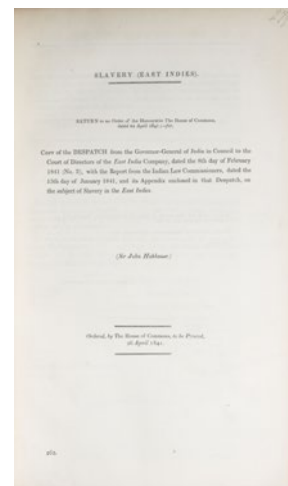 SLAVERY (EAST INDIES).
RETURN to an Order of the Honourable The House of Commons,
dated April 1841;—for,
COPY of the DESPATCH from the Governor-General of India in Council to the
Court of Directors of the East India Company, dated the 8th day of February
1841 (No. 3), with the Report from the Indian Law Commissioners, dated the
15th day of January 1841, and its Appendix enclosed in that Despatch, on
the subject of Slavery in the East Indies.
(Sir John Hobhouse.)
Ordered, by The House of Commons, to be Printed,
26 April 1841.
262.